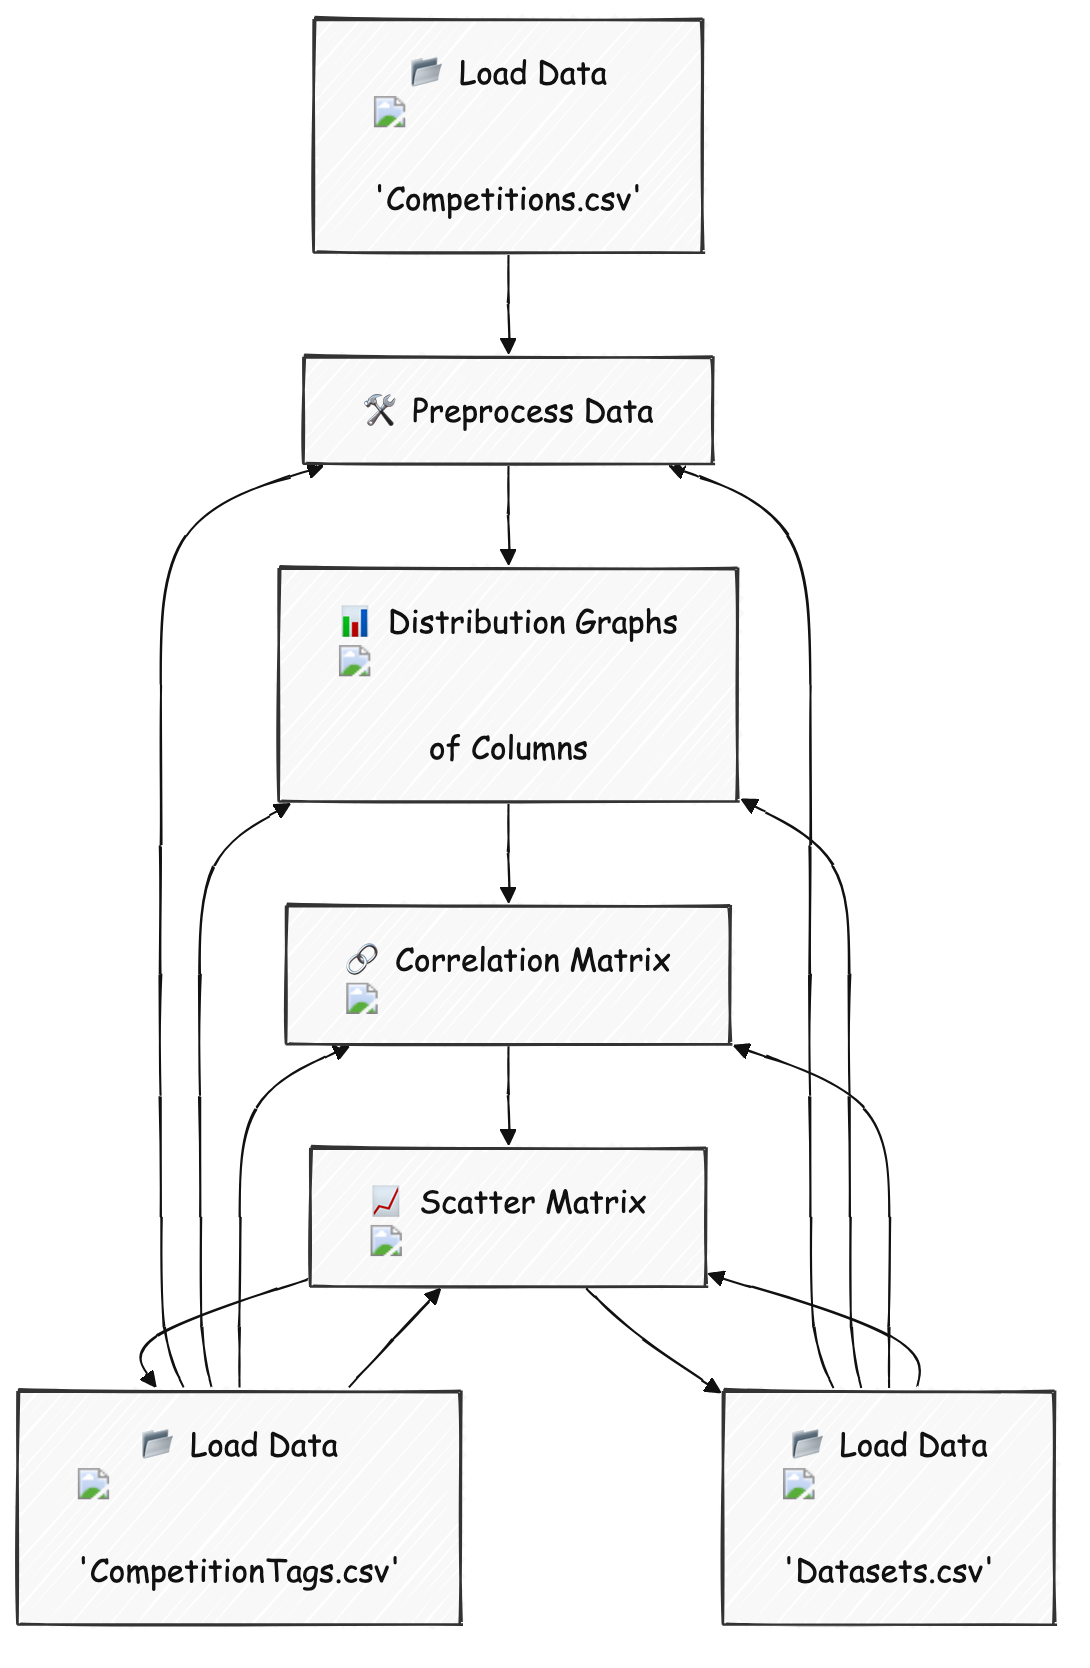 Load Data
'Competitions.csv'
Preprocess Data
Distribution Graphs
of Columns
Correlation Matrix
Scatter Matrix
Load Data
'CompetitionTags.csv'
Load Data
'Datasets.csv'